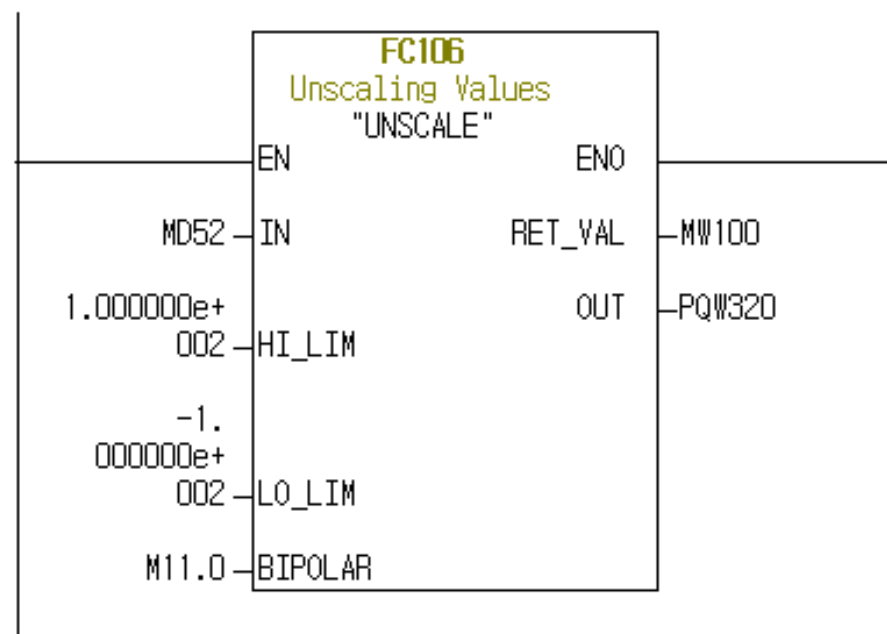 FC106
Unscaling Values
"UNSCALE"
EN ENO
MD52 IN RET_VAL MW100
1.000000e+ OUT PQW320
002 HI_LIM
-1.
000000e+
002 LO_LIM
M11.0 BIPOLAR